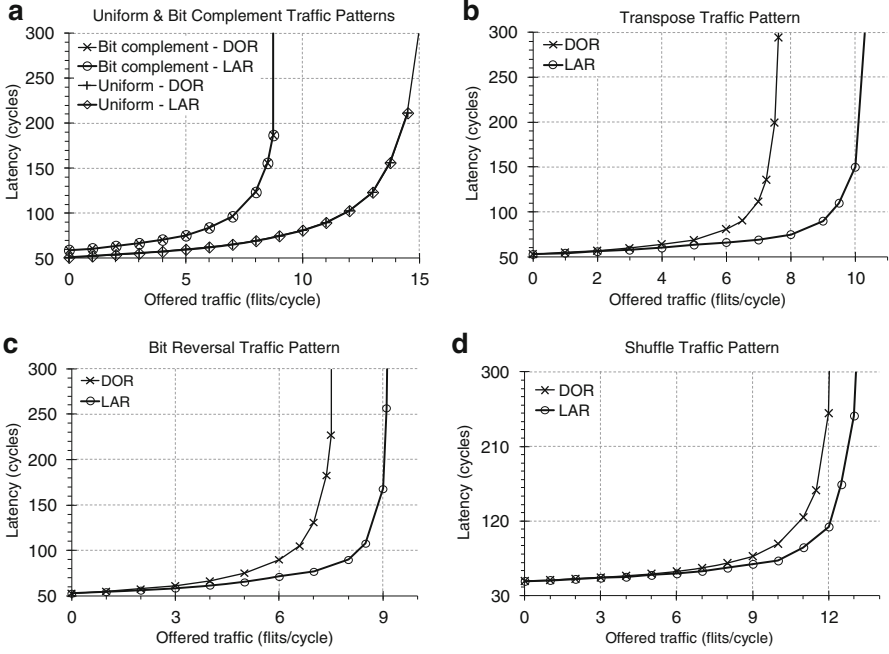 a
Uniform & Bit Complement Traffic Patterns
300
250
200
150
100
50
Latency (cycles)
Bit complement - DOR
Bit complement - LAR
Uniform - DOR
Uniform - LAR
0
5
10
15
Offered traffic (flits/cycle)
b
Transpose Traffic Pattern
300
250
200
150
100
50
Latency (cycles)
DOR
LAR
0
2
4
6
8
10
Offered traffic (flits/cycle)
c
Bit Reversal Traffic Pattern
300
250
200
150
100
50
Latency (cycles)
DOR
LAR
0
3
6
9
Offered traffic (flits/cycle)
d
Shuffle Traffic Pattern
300
210
120
30
Latency (cycles)
DOR
LAR
0
3
6
9
12
Offered traffic (flits/cycle)